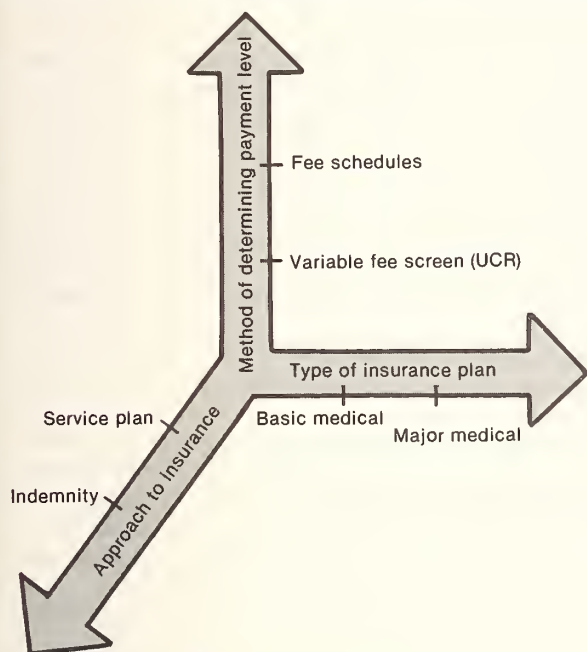 Method of determining payment level
Fee schedules
Variable fee screen (UCR)
Type of insurance plan
Basic medical
Major medical
Service plan
Indemnity
Approach to insurance